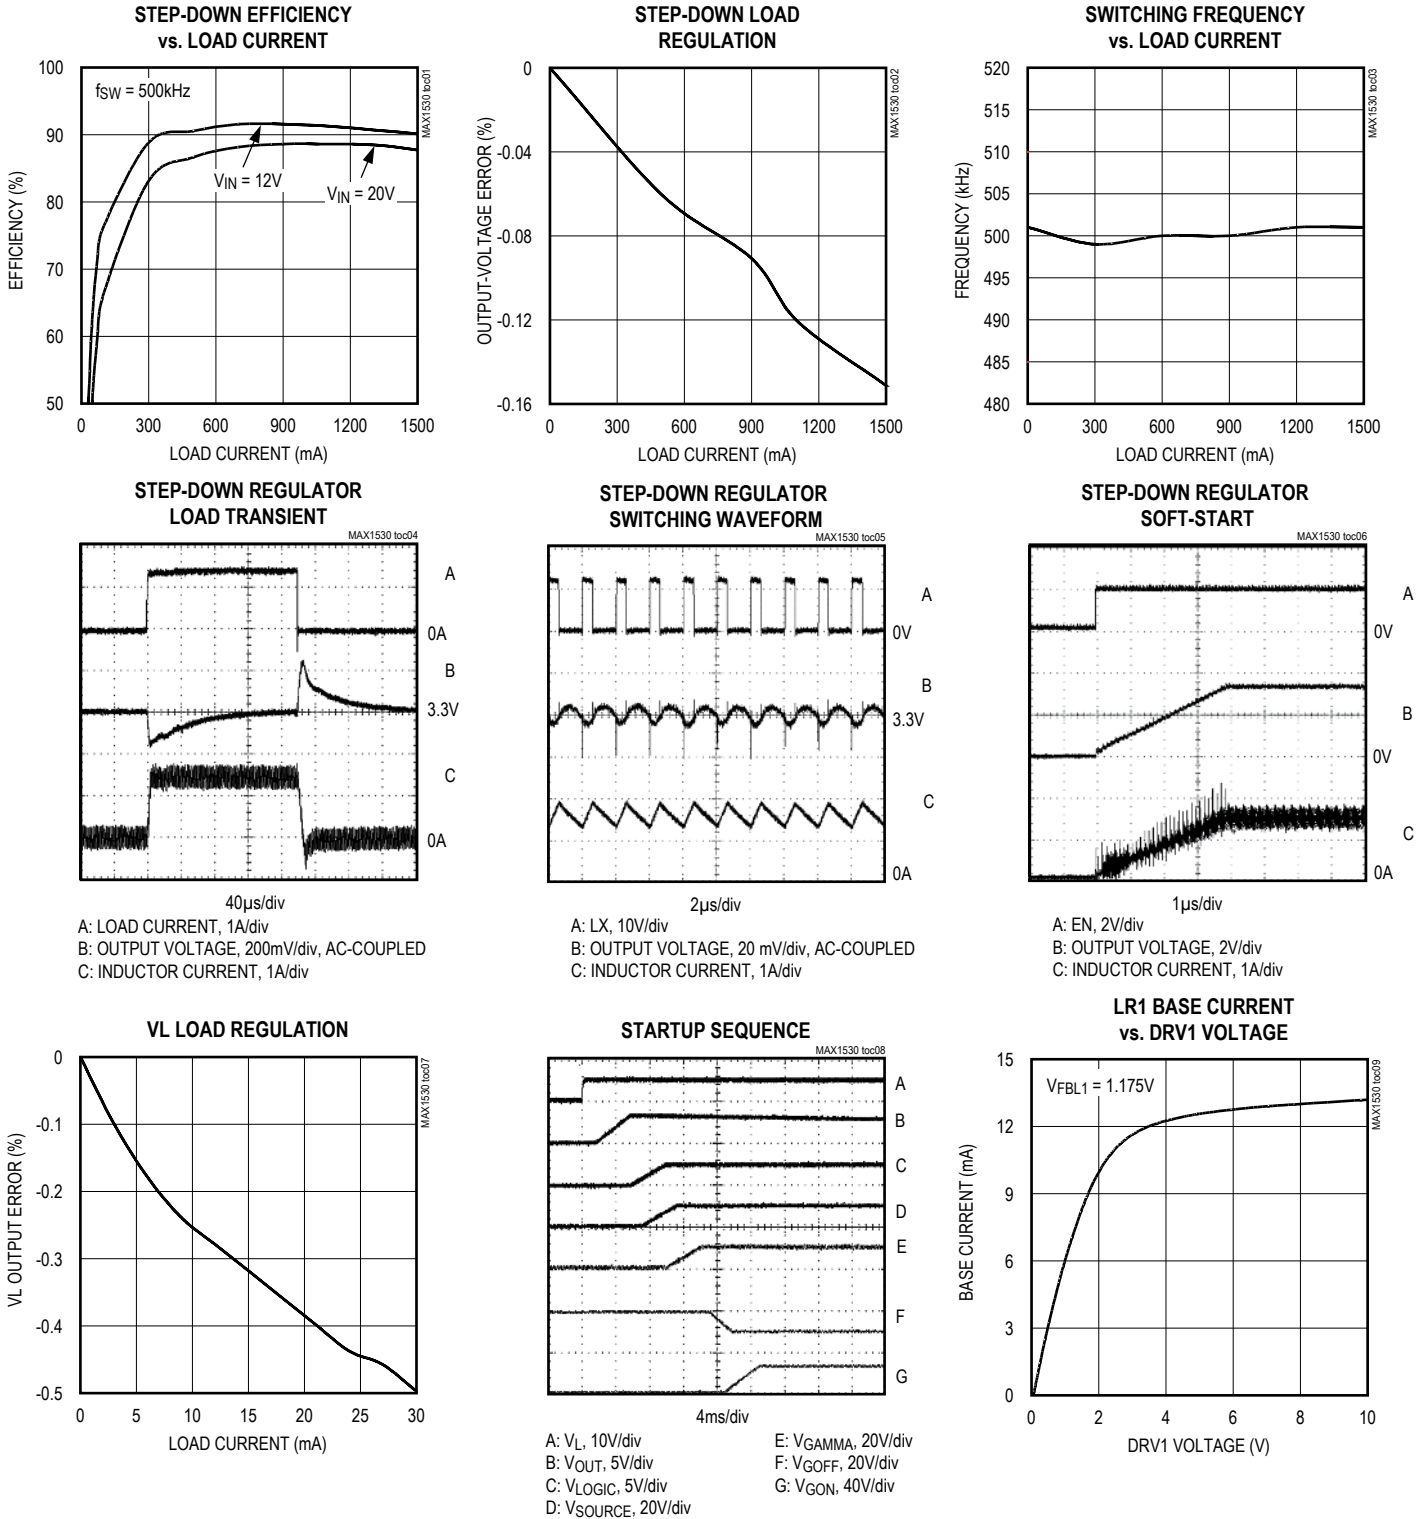 STEP-DOWN EFFICIENCY
vs. LOAD CURRENT
100
90
80
70
60
50
EFFICIENCY (%)
fSW = 500kHz
VIN = 12V
VIN = 20V
MAX1530 toc01
0 300 600 900 1200 1500
LOAD CURRENT (mA)
STEP-DOWN LOAD
REGULATION
0
-0.04
-0.08
-0.12
-0.16
OUTPUT-VOLTAGE ERROR (%)
MAX1530 toc02
0 300 600 900 1200 1500
LOAD CURRENT (mA)
SWITCHING FREQUENCY
vs. LOAD CURRENT
520
515
510
505
500
495
490
485
480
FREQUENCY (kHz)
MAX1530 toc03
0 300 600 900 1200 1500
LOAD CURRENT (mA)
STEP-DOWN REGULATOR
LOAD TRANSIENT
MAX1530 toc04
A
0A
B
3.3V
C
0A
40µs/div
A: LOAD CURRENT, 1A/div
B: OUTPUT VOLTAGE, 200mV/div, AC-COUPLED
C: INDUCTOR CURRENT, 1A/div
STEP-DOWN REGULATOR
SWITCHING WAVEFORM
MAX1530 toc05
A
0V
B
3.3V
C
0A
2µs/div
A: LX, 10V/div
B: OUTPUT VOLTAGE, 20 mV/div, AC-COUPLED
C: INDUCTOR CURRENT, 1A/div
STEP-DOWN REGULATOR
SOFT-START
MAX1530 toc06
A
0V
B
0V
C
0A
1µs/div
A: EN, 2V/div
B: OUTPUT VOLTAGE, 2V/div
C: INDUCTOR CURRENT, 1A/div
VL LOAD REGULATION
0
-0.1
-0.2
-0.3
-0.4
-0.5
VL OUTPUT ERROR (%)
MAX1530 toc07
0 5 10 15 20 25 30
LOAD CURRENT (mA)
STARTUP SEQUENCE
MAX1530 toc08
A
B
C
D
E
F
G
4ms/div
A: VL, 10V/div
B: VOUT, 5V/div
C: VLOGIC, 5V/div
D: VSOURCE, 20V/div
E: VGAMMA, 20V/div
F: VGOFF, 20V/div
G: VGON, 40V/div
LR1 BASE CURRENT
vs. DRV1 VOLTAGE
15
12
9
6
3
0
BASE CURRENT (mA)
VFBL1 = 1.175V
MAX1530 toc09
0 2 4 6 8 10
DRV1 VOLTAGE (V)